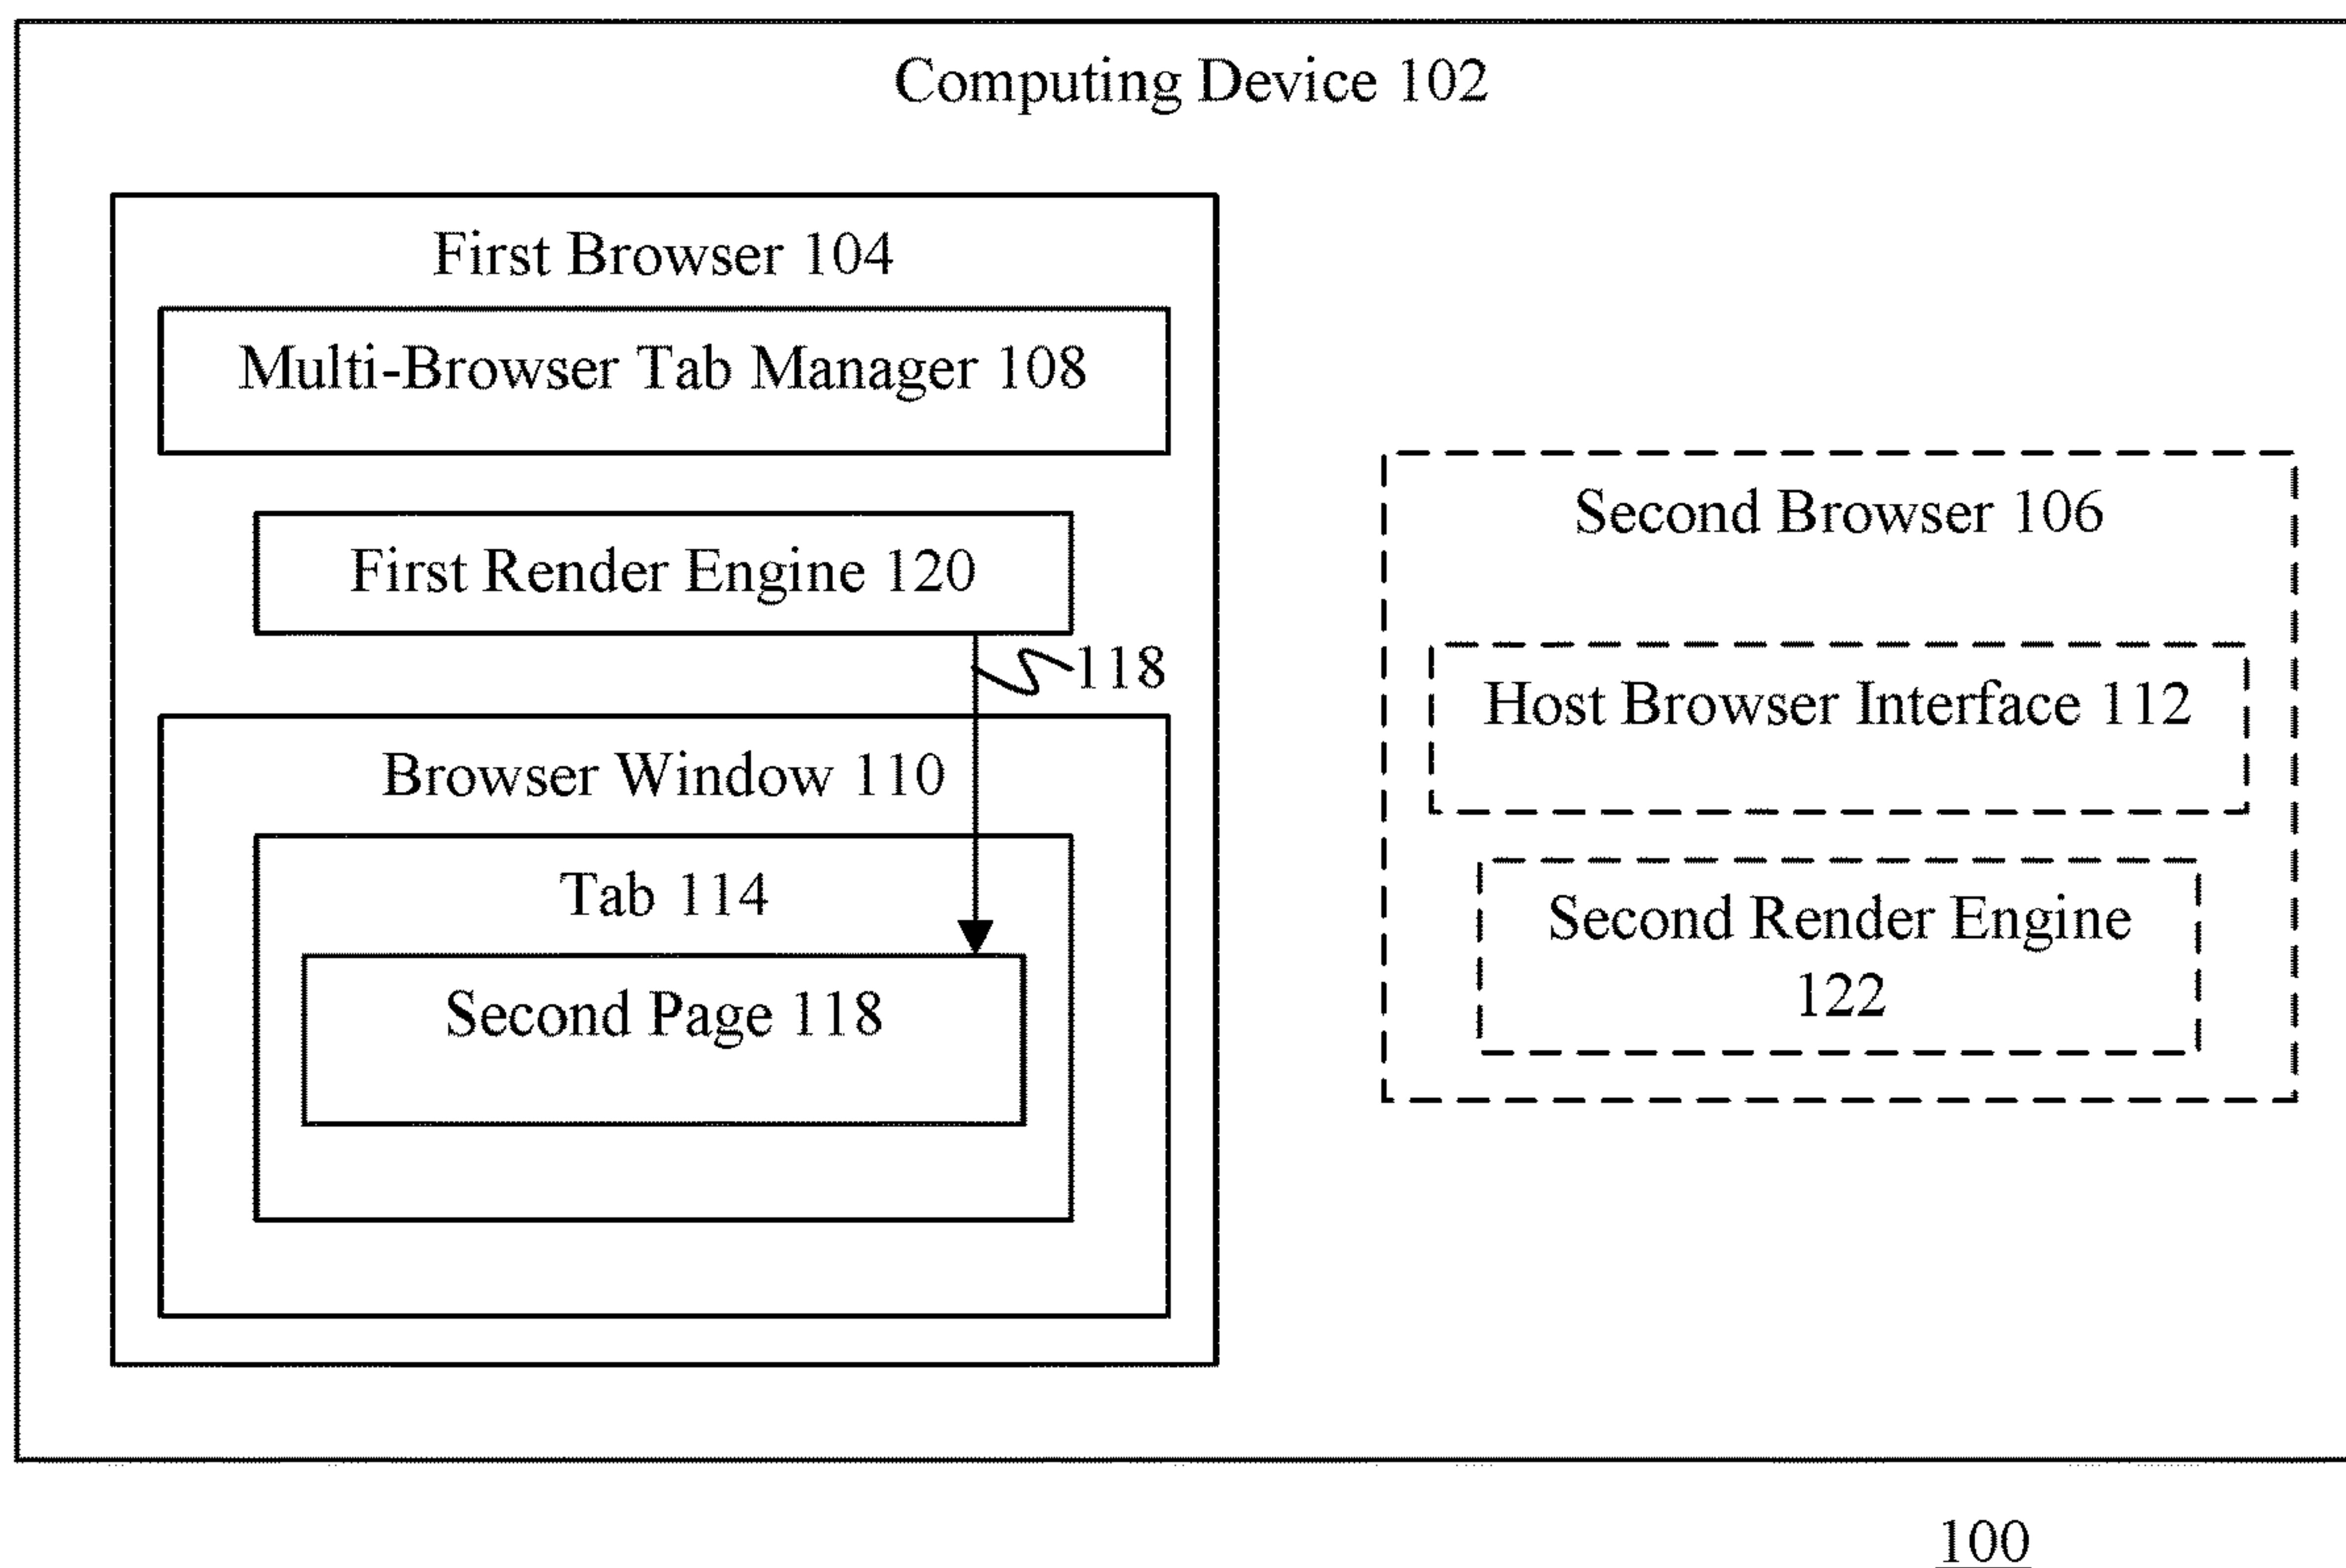 Computing Device 102
First Browser 104
Multi-Browser Tab Manager 108
First Render Engine 120
118
Browser Window 110
Tab 114
Second Page 118
Second Browser 106
Host Browser Interface 112
Second Render Engine
122
100